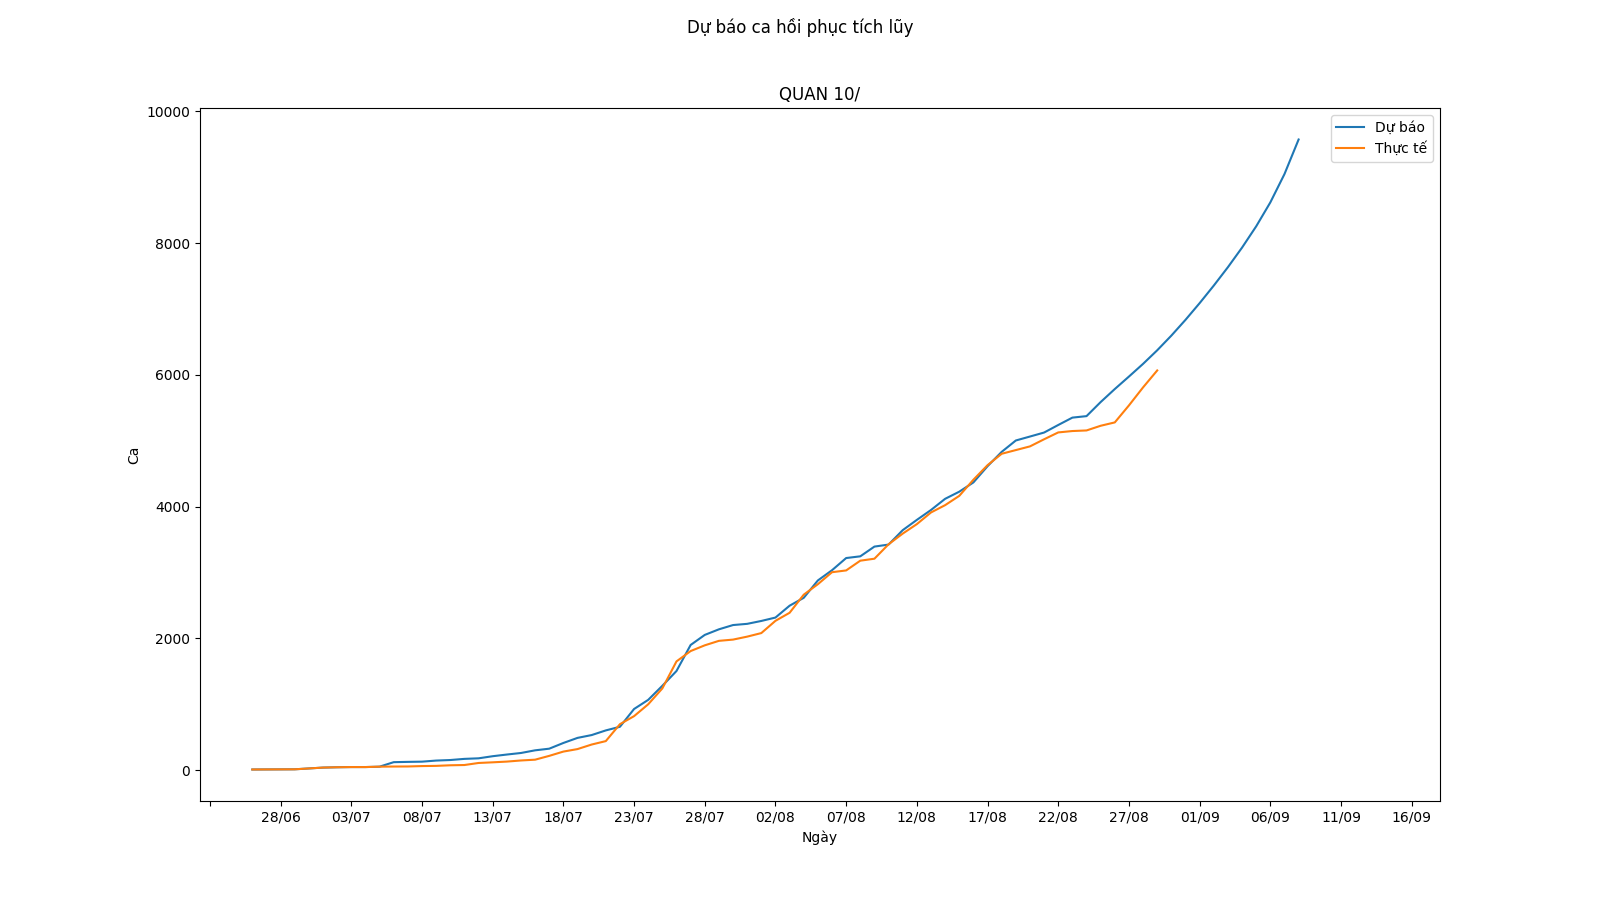 Dự báo ca hồi phục tích lũy
QUAN 10/
10000
8000
6000
4000
2000
0
Ca
Dự báo
Thực tế
28/06 03/07 08/07 13/07 18/07 23/07 28/07 02/08 07/08 12/08 17/08 22/08 27/08 01/09 06/09 11/09 16/09
Ngày